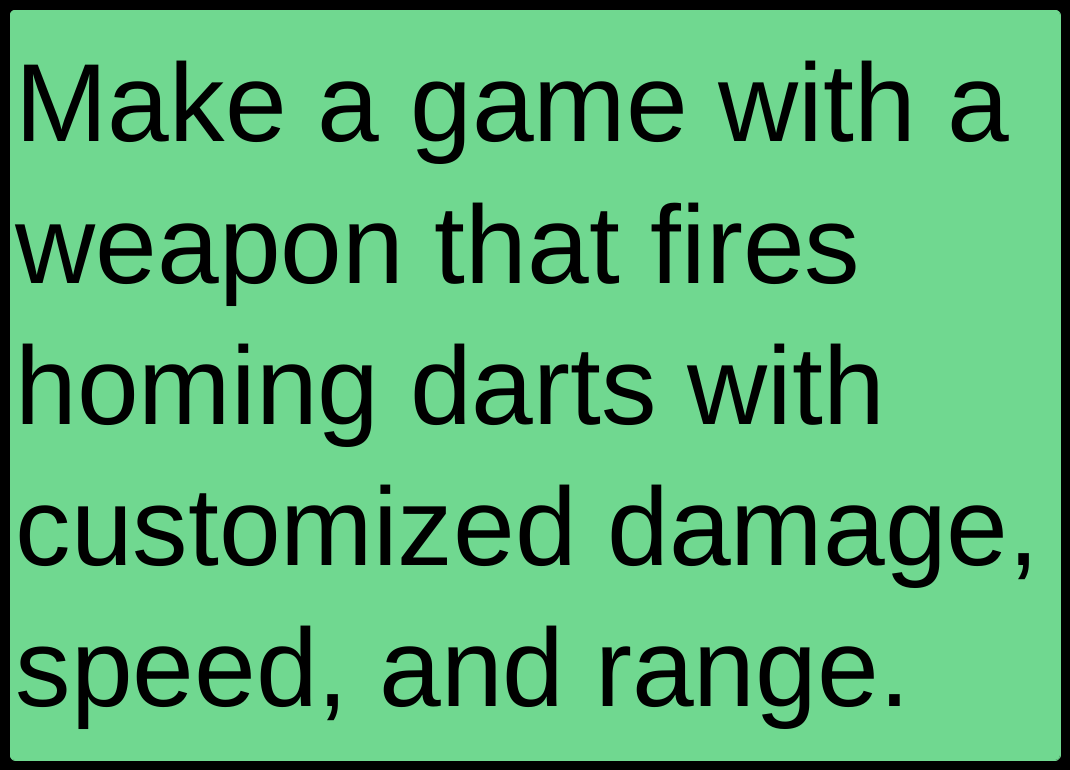 Make a game with a
weapon that fires
homing darts with
customized damage,
speed, and range.